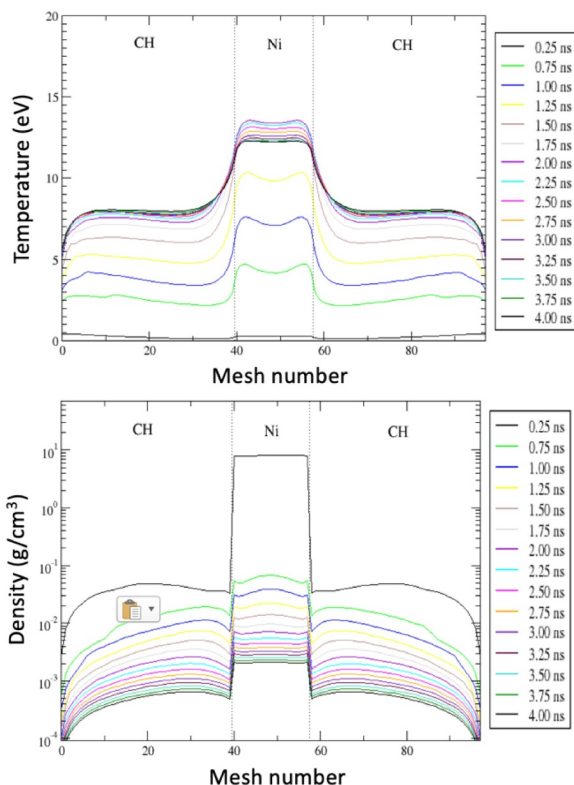 20
15
10
5
0
Temperature (eV)
CH
Ni
CH
0
20
40
60
80
Mesh number
0.25 ns
0.75 ns
1.00 ns
1.25 ns
1.50 ns
1.75 ns
2.00 ns
2.25 ns
2.50 ns
2.75 ns
3.00 ns
3.25 ns
3.50 ns
3.75 ns
4.00 ns
10^1
10^0
10^-1
10^-2
10^-3
10^-4
Density (g/cm³)
CH
Ni
CH
0
20
40
60
80
Mesh number
0.25 ns
0.75 ns
1.00 ns
1.25 ns
1.50 ns
1.75 ns
2.00 ns
2.25 ns
2.50 ns
2.75 ns
3.00 ns
3.25 ns
3.50 ns
3.75 ns
4.00 ns